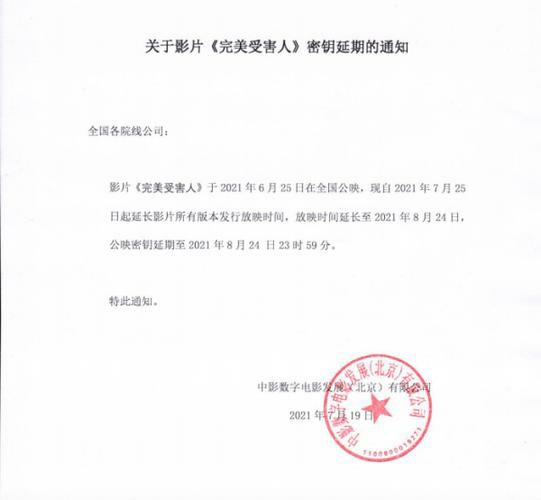 关于影片《完美受害人》密钥延期的通知
全国各院线公司：
影片《完美受害人》于 2021 年 6 月 25 日在全国公映，现自 2021 年 7 月 25
日起延长影片所有版本发行放映时间，放映时间延长至 2021 年 8 月 24 日，
公映密钥延期至 2021 年 8 月 24 日 23 时 59 分。
特此通知。
中影数字电影发展（北京）有限公司
2021 年 7 月 19 日
中影数字电影发展(北京)有限公司